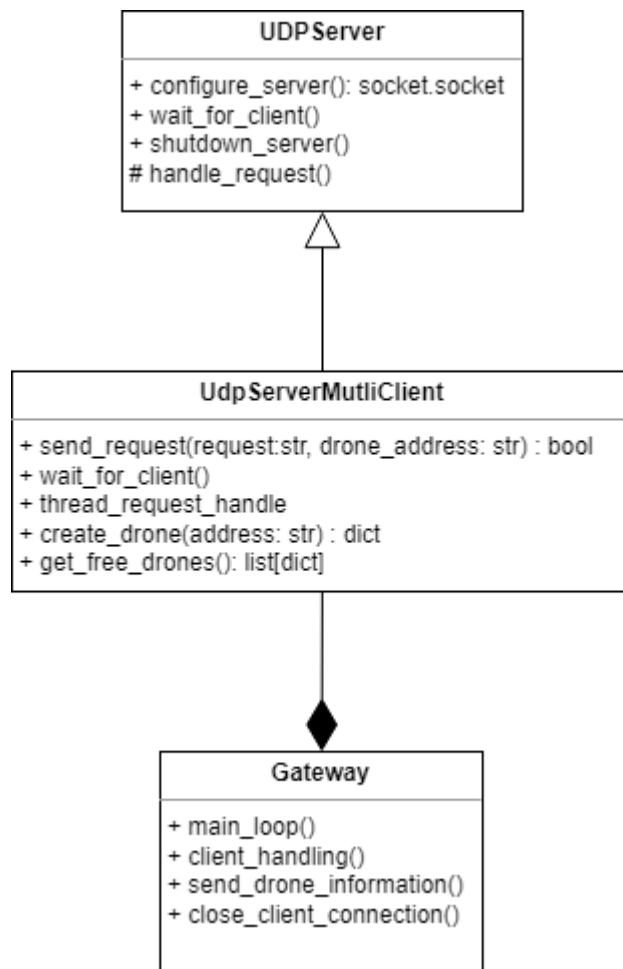 UDPServer
+ configure_server(): socket.socket
+ wait_for_client()
+ shutdown_server()
# handle_request()
UdpServerMutliClient
+ send_request(request:str, drone_address: str) : bool
+ wait_for_client()
+ thread_request_handle
+ create_drone(address: str) : dict
+ get_free_drones(): list[dict]
Gateway
+ main_loop()
+ client_handling()
+ send_drone_information()
+ close_client_connection()